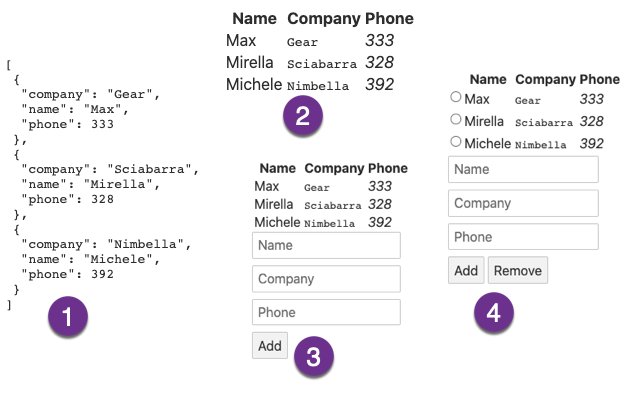 [
{
"company": "Gear",
"name": "Max",
"phone": 333
},
{
"company": "Sciabarra",
"name": "Mirella",
"phone": 328
},
{
"company": "Nimbella",
"name": "Michele",
"phone": 392
}
]
1
Name Company Phone
Max Gear 333
Mirella Sciabarra 328
Michele Nimbella 392
2
Name Company Phone
Max Gear 333
Mirella Sciabarra 328
Michele Nimbella 392
Name
Company
Phone
Add
3
Name Company Phone
Max Gear 333
Mirella Sciabarra 328
Michele Nimbella 392
Name
Company
Phone
Add Remove
4